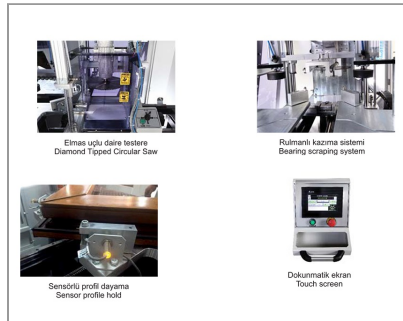 Elmas uçlu daire testere
Diamond Tipped Circular Saw
Rulmanlı kazıma sistemi
Bearing scraping system
Sensörlü profil dayama
Sensor profile hold
Dokunmatik ekran
Touch screen